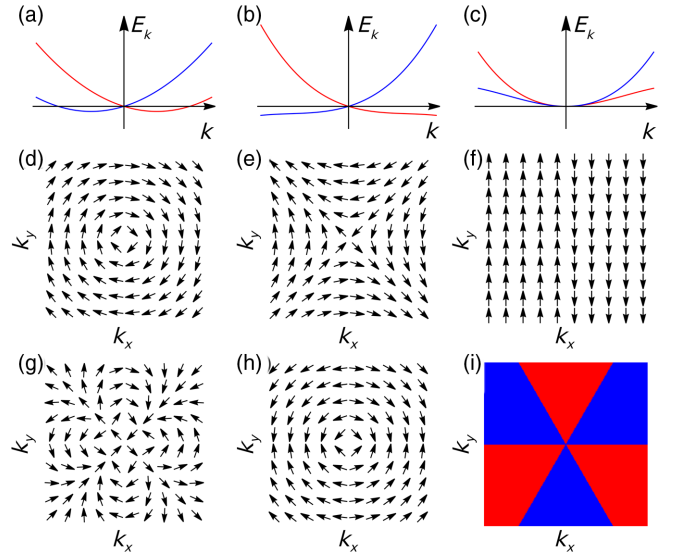 (a) (b) (c)
E_k E_k E_k
k k k
(d) (e) (f)
k_y k_y k_y
k_x k_x k_x
(g) (h) (i)
k_y k_y k_y
k_x k_x k_x